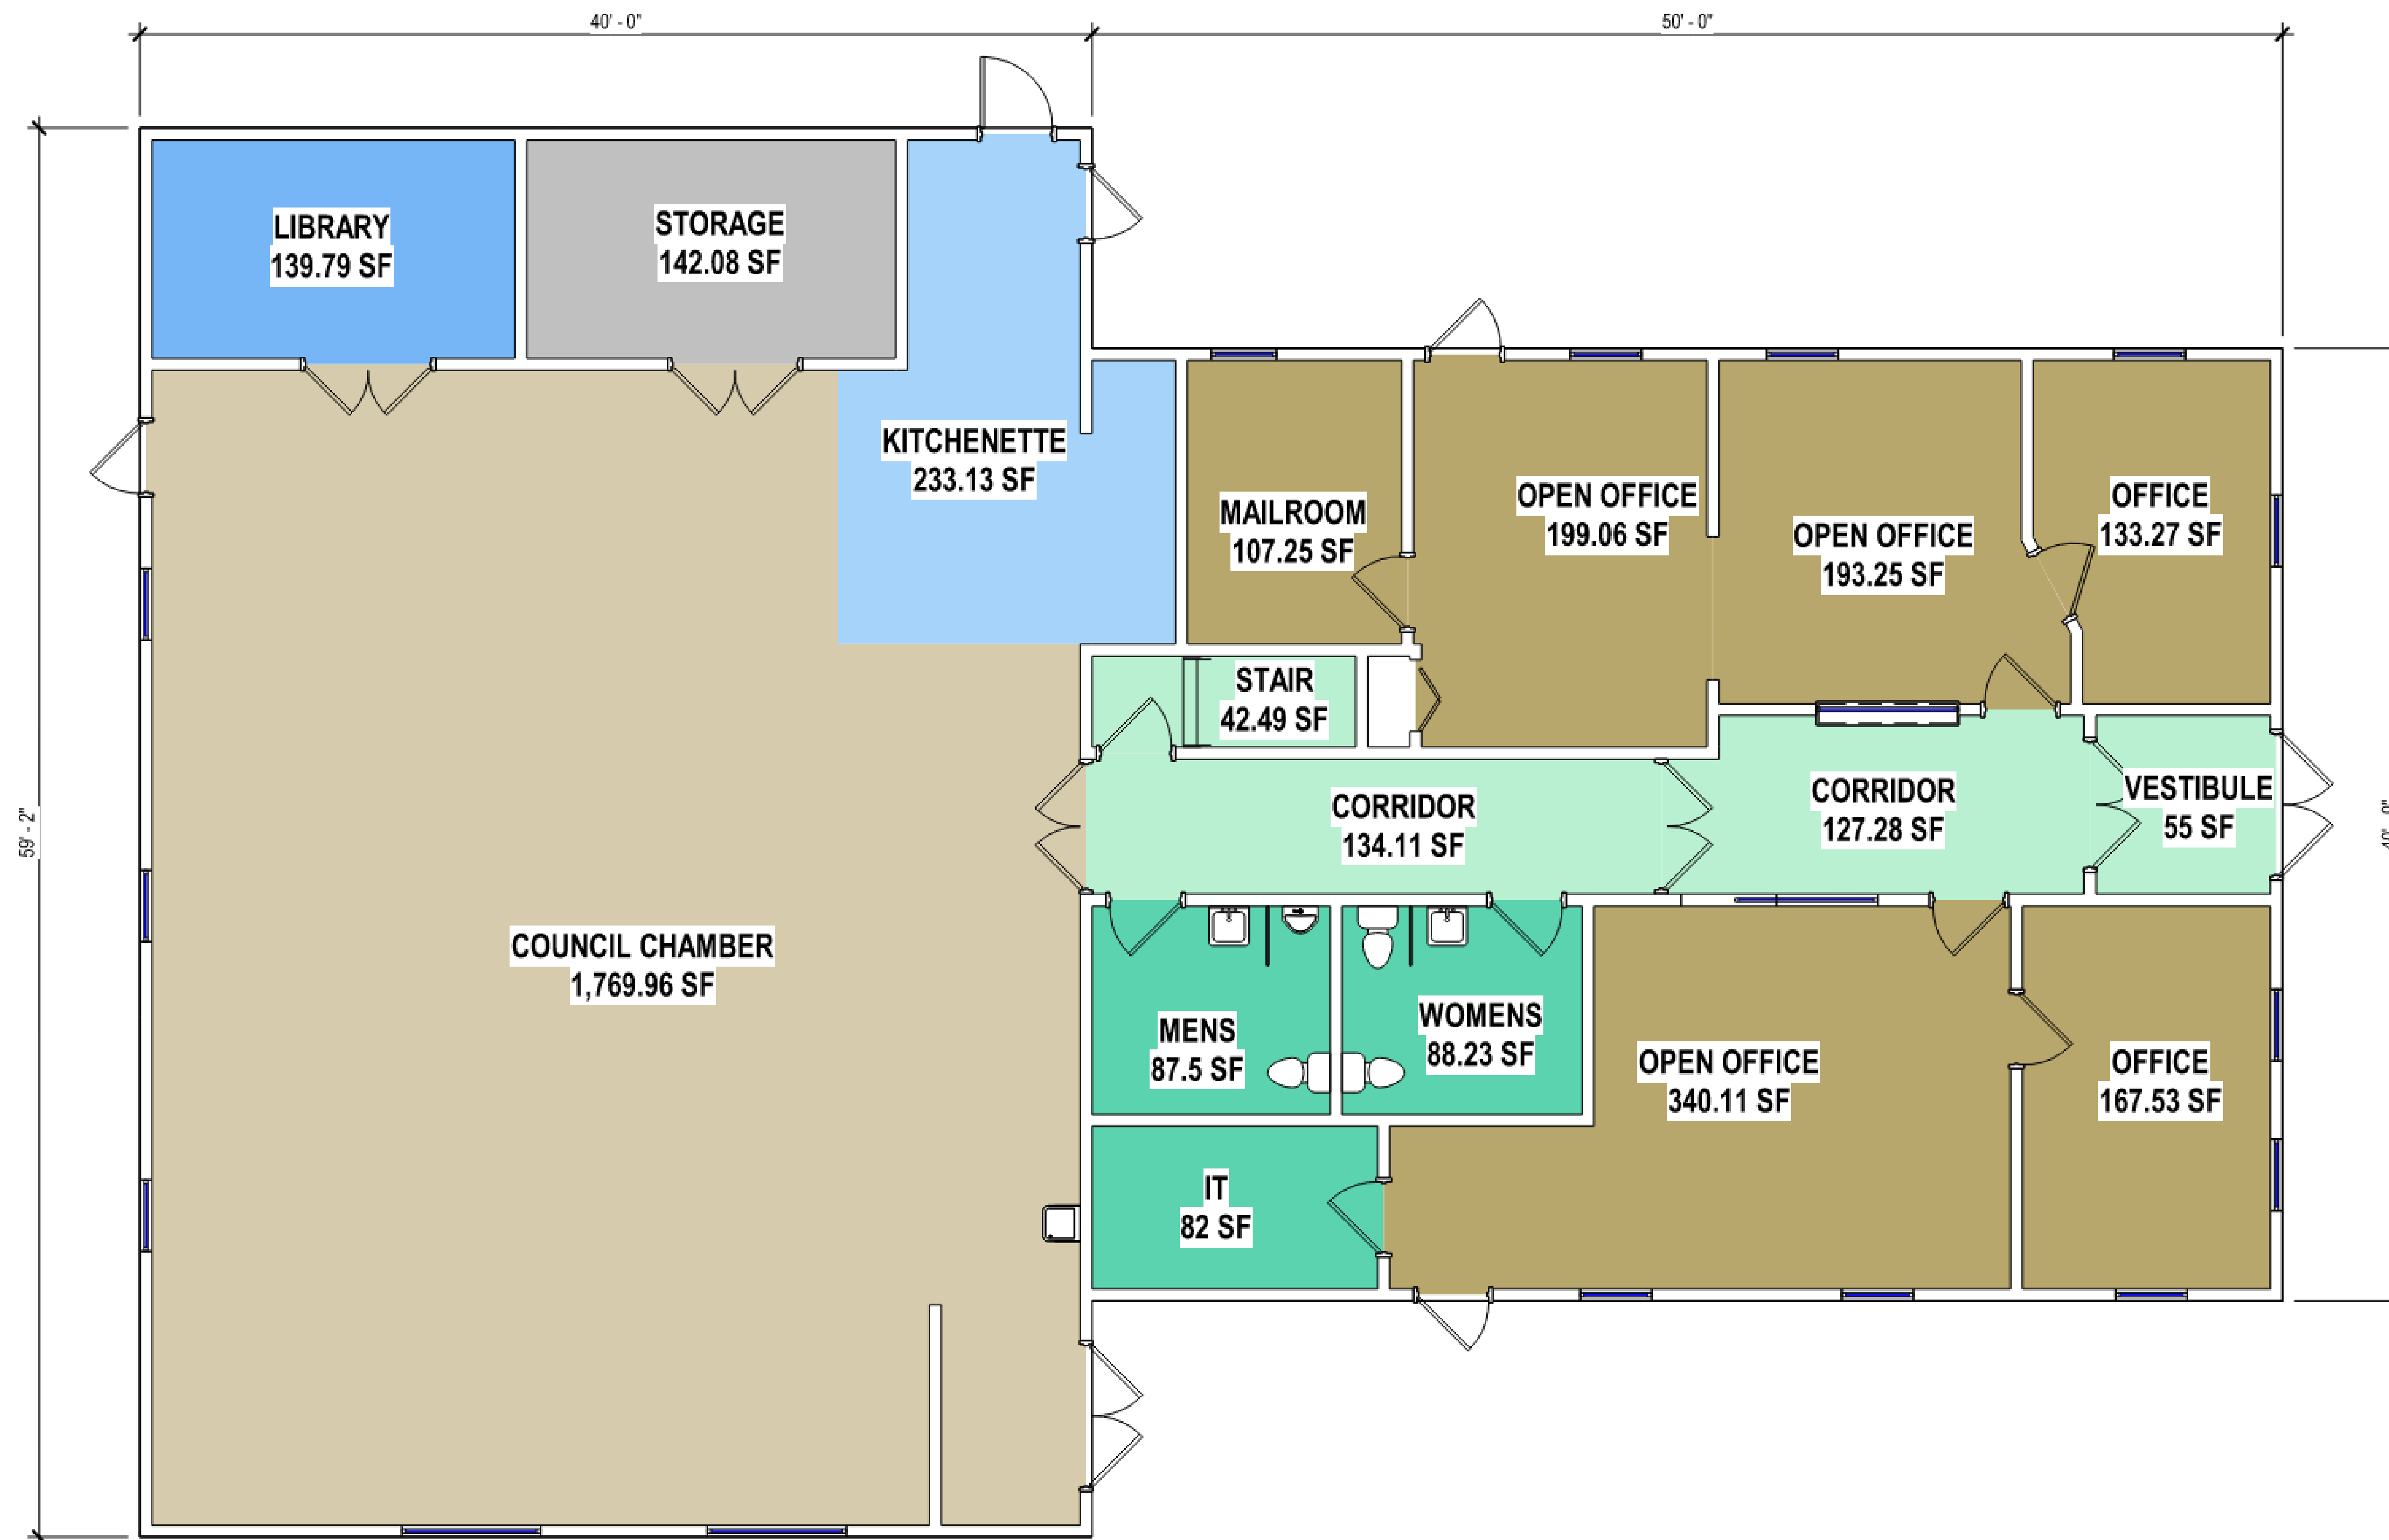 40' - 0"
50' - 0"
LIBRARY
139.79 SF
STORAGE
142.08 SF
KITCHENETTE
233.13 SF
MAILROOM
107.25 SF
OPEN OFFICE
199.06 SF
OPEN OFFICE
193.25 SF
OFFICE
133.27 SF
STAIR
42.49 SF
59' - 2"
CORRIDOR
134.11 SF
CORRIDOR
127.28 SF
VESTIBULE
55 SF
40' - 0"
COUNCIL CHAMBER
1,769.96 SF
MENS
87.5 SF
WOMENS
88.23 SF
OPEN OFFICE
340.11 SF
OFFICE
167.53 SF
IT
82 SF